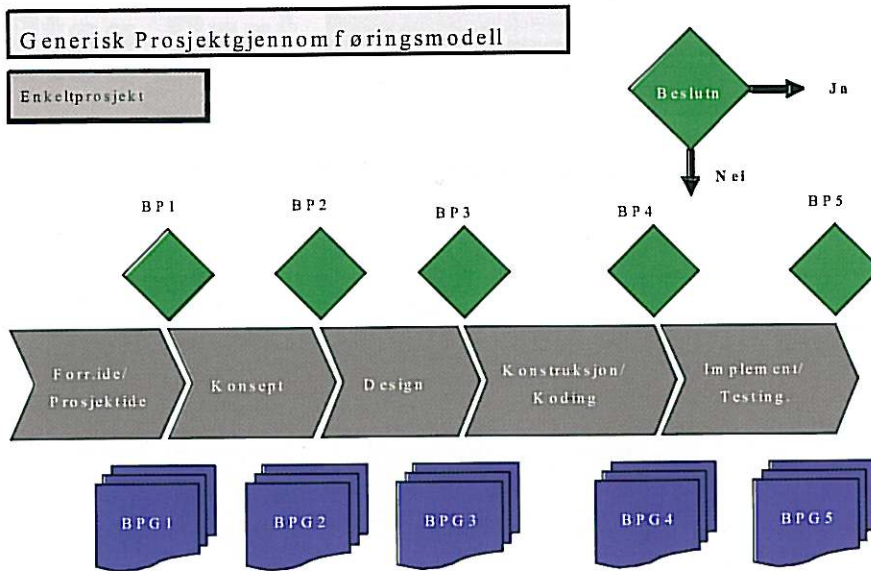 Generisk Prosjektgjennomføringsmodell
Enkeltprosjekt
Beslutn
Ja
Nei
BP1
BP2
BP3
BP4
BP5
Forr.ide/
Prosjektide
Konsept
Design
Konstruksjon/
Koding
Implement/
Testing.
BPG1
BPG2
BPG3
BPG4
BPG5